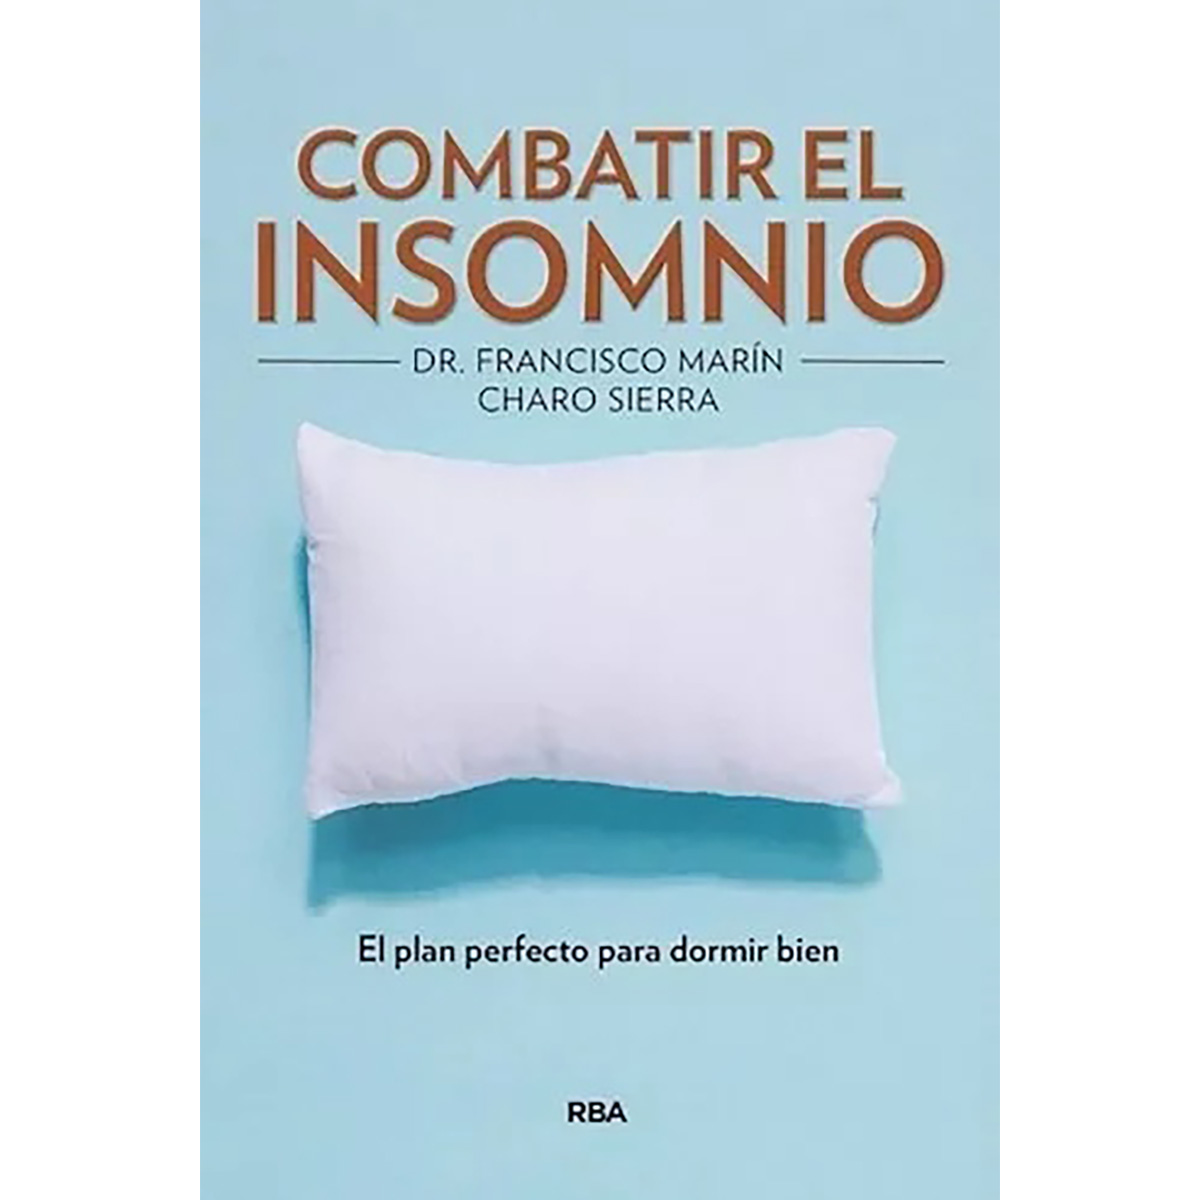 COMBATIR EL
INSOMNIO
DR. FRANCISCO MARÍN
CHARO SIERRA
El plan perfecto para dormir bien
RBA